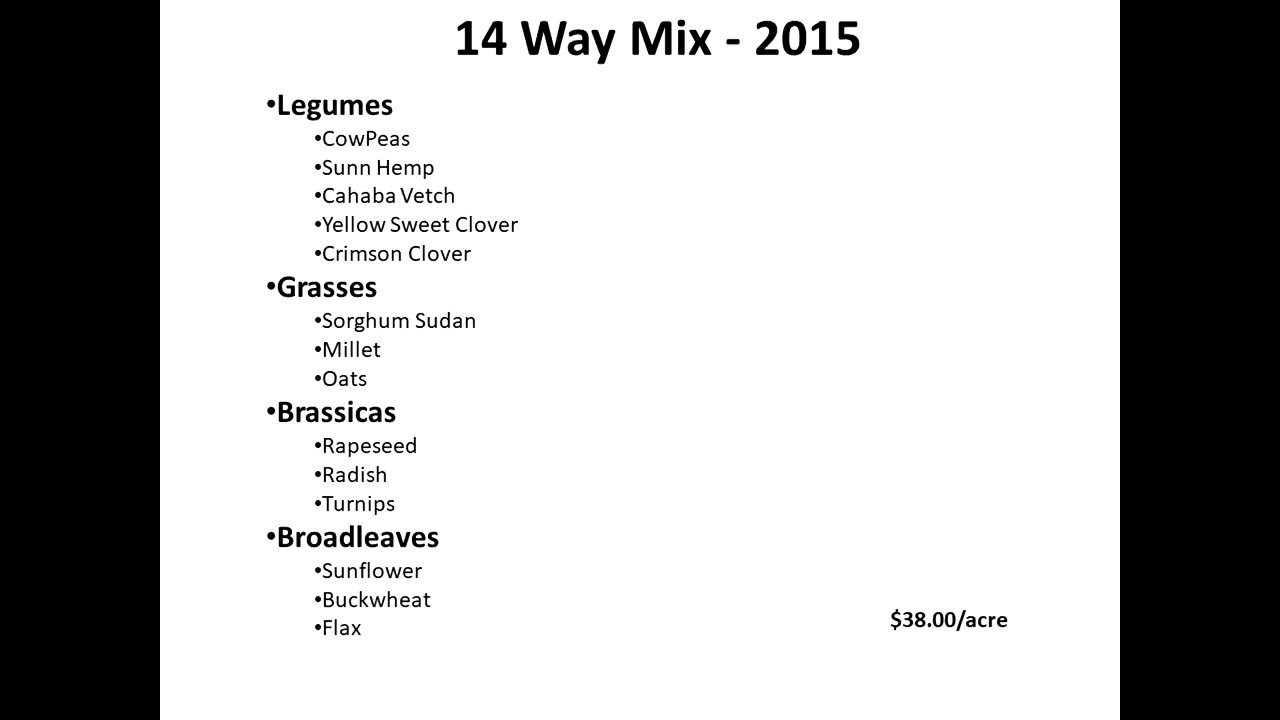 14 Way Mix - 2015
•Legumes
•CowPeas
•Sunn Hemp
•Cahaba Vetch
•Yellow Sweet Clover
•Crimson Clover
•Grasses
•Sorghum Sudan
•Millet
•Oats
•Brassicas
•Rapeseed
•Radish
•Turnips
•Broadleaves
•Sunflower
•Buckwheat
•Flax
$38.00/acre